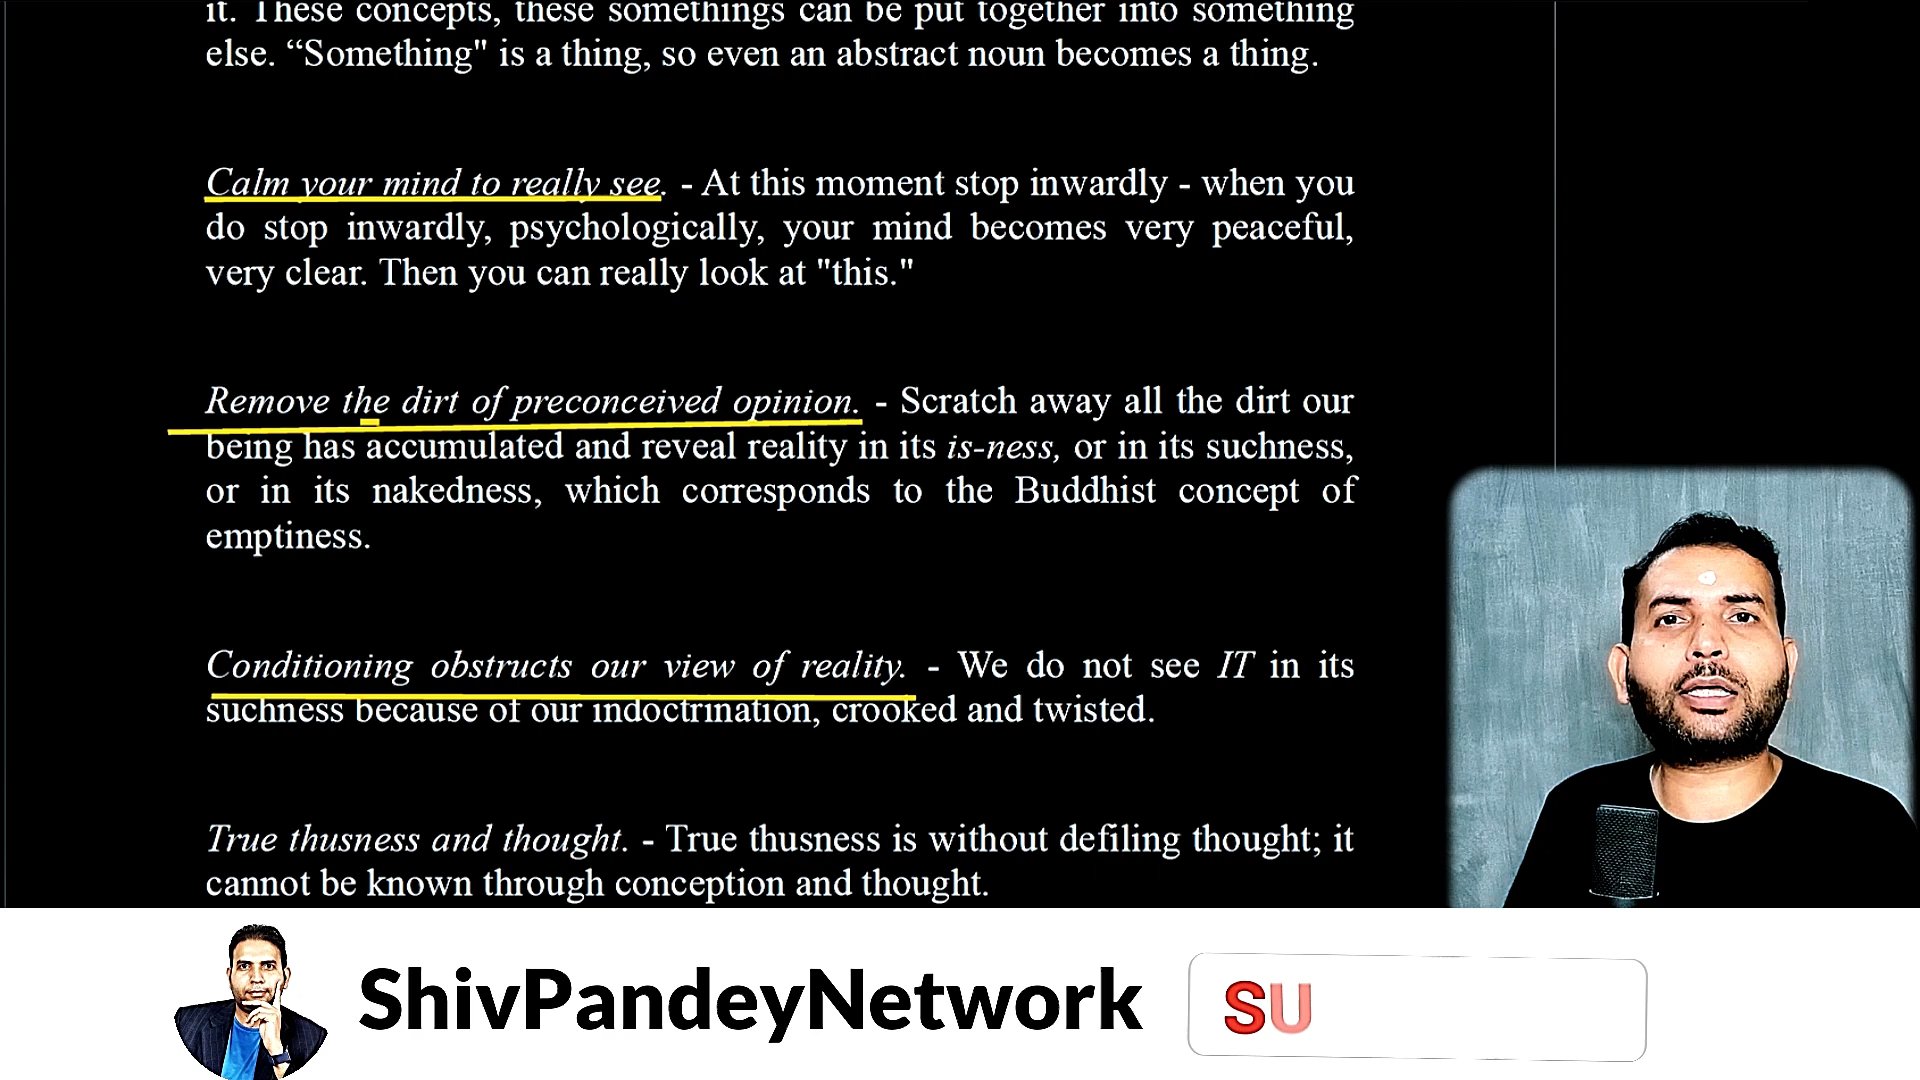 it. These concepts, these somethings can be put together into something
else. “Something" is a thing, so even an abstract noun becomes a thing.
Calm your mind to really see. - At this moment stop inwardly - when you
do stop inwardly, psychologically, your mind becomes very peaceful,
very clear. Then you can really look at "this."
Remove the dirt of preconceived opinion. - Scratch away all the dirt our
being has accumulated and reveal reality in its is-ness, or in its suchness,
or in its nakedness, which corresponds to the Buddhist concept of
emptiness.
Conditioning obstructs our view of reality. - We do not see IT in its
suchness because of our indoctrination, crooked and twisted.
True thusness and thought. - True thusness is without defiling thought; it
cannot be known through conception and thought.
ShivPandeyNetwork
SU